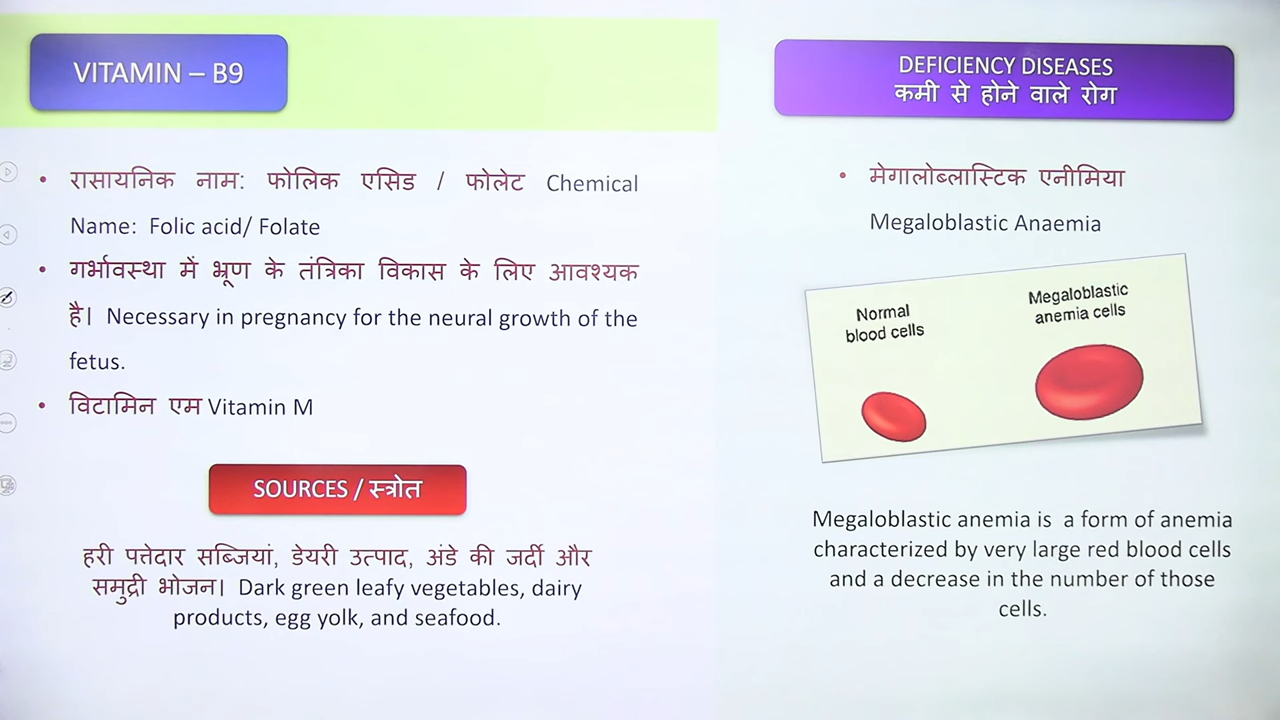 VITAMIN – B9
• रासायनिक नाम: फोलिक एसिड / फोलेट Chemical
Name: Folic acid/ Folate
• गर्भावस्था में भ्रूण के तंत्रिका विकास के लिए आवश्यक
है। Necessary in pregnancy for the neural growth of the
fetus.
• विटामिन एम Vitamin M
SOURCES / स्त्रोत
हरी पत्तेदार सब्जियां, डेयरी उत्पाद, अंडे की जर्दी और
समुद्री भोजन। Dark green leafy vegetables, dairy
products, egg yolk, and seafood.
DEFICIENCY DISEASES
कमी से होने वाले रोग
• मेगालोब्लास्टिक एनीमिया
Megaloblastic Anaemia
Normal
blood cells
Megaloblastic
anemia cells
Megaloblastic anemia is a form of anemia
characterized by very large red blood cells
and a decrease in the number of those
cells.